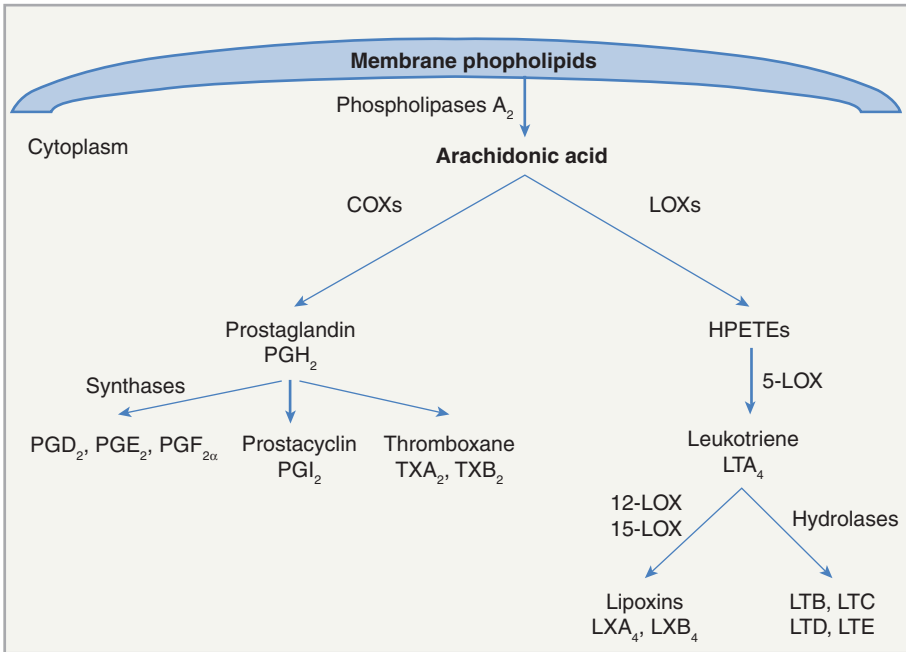 Membrane phopholipids
Phospholipases A₂
Cytoplasm
Arachidonic acid
COXs
LOXs
Prostaglandin
PGH₂
HPETEs
Synthases
5-LOX
PGD₂, PGE₂, PGF₂α
Prostacyclin
PGI₂
Thromboxane
TXA₂, TXB₂
Leukotriene
LTA₄
12-LOX
15-LOX
Hydrolases
Lipoxins
LXA₄, LXB₄
LTB, LTC
LTD, LTE